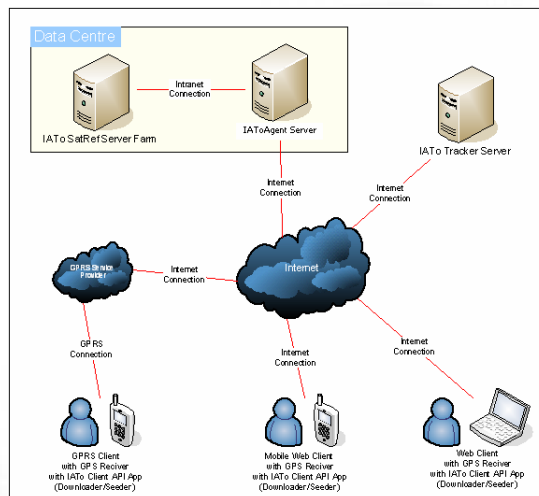 Data Centre
Intranet
Connection
IATo SatRef Server Farm
IAToAgent Server
IATo Tracker Server
Internet
Connection
Internet
Connection
GPRS Service
Provider
Internet
Connection
Internet
GPRS
Connection
Internet
Connection
Internet
Connection
GPRS Client
with GPS Reciver
with IATo Client API App
(Downloader/Seeder)
Mobile Web Client
with GPS Reciver
with IATo Client API App
(Downloader/Seeder)
Web Client
with GPS Reciver
with IATo Client API App
(Downloader/Seeder)